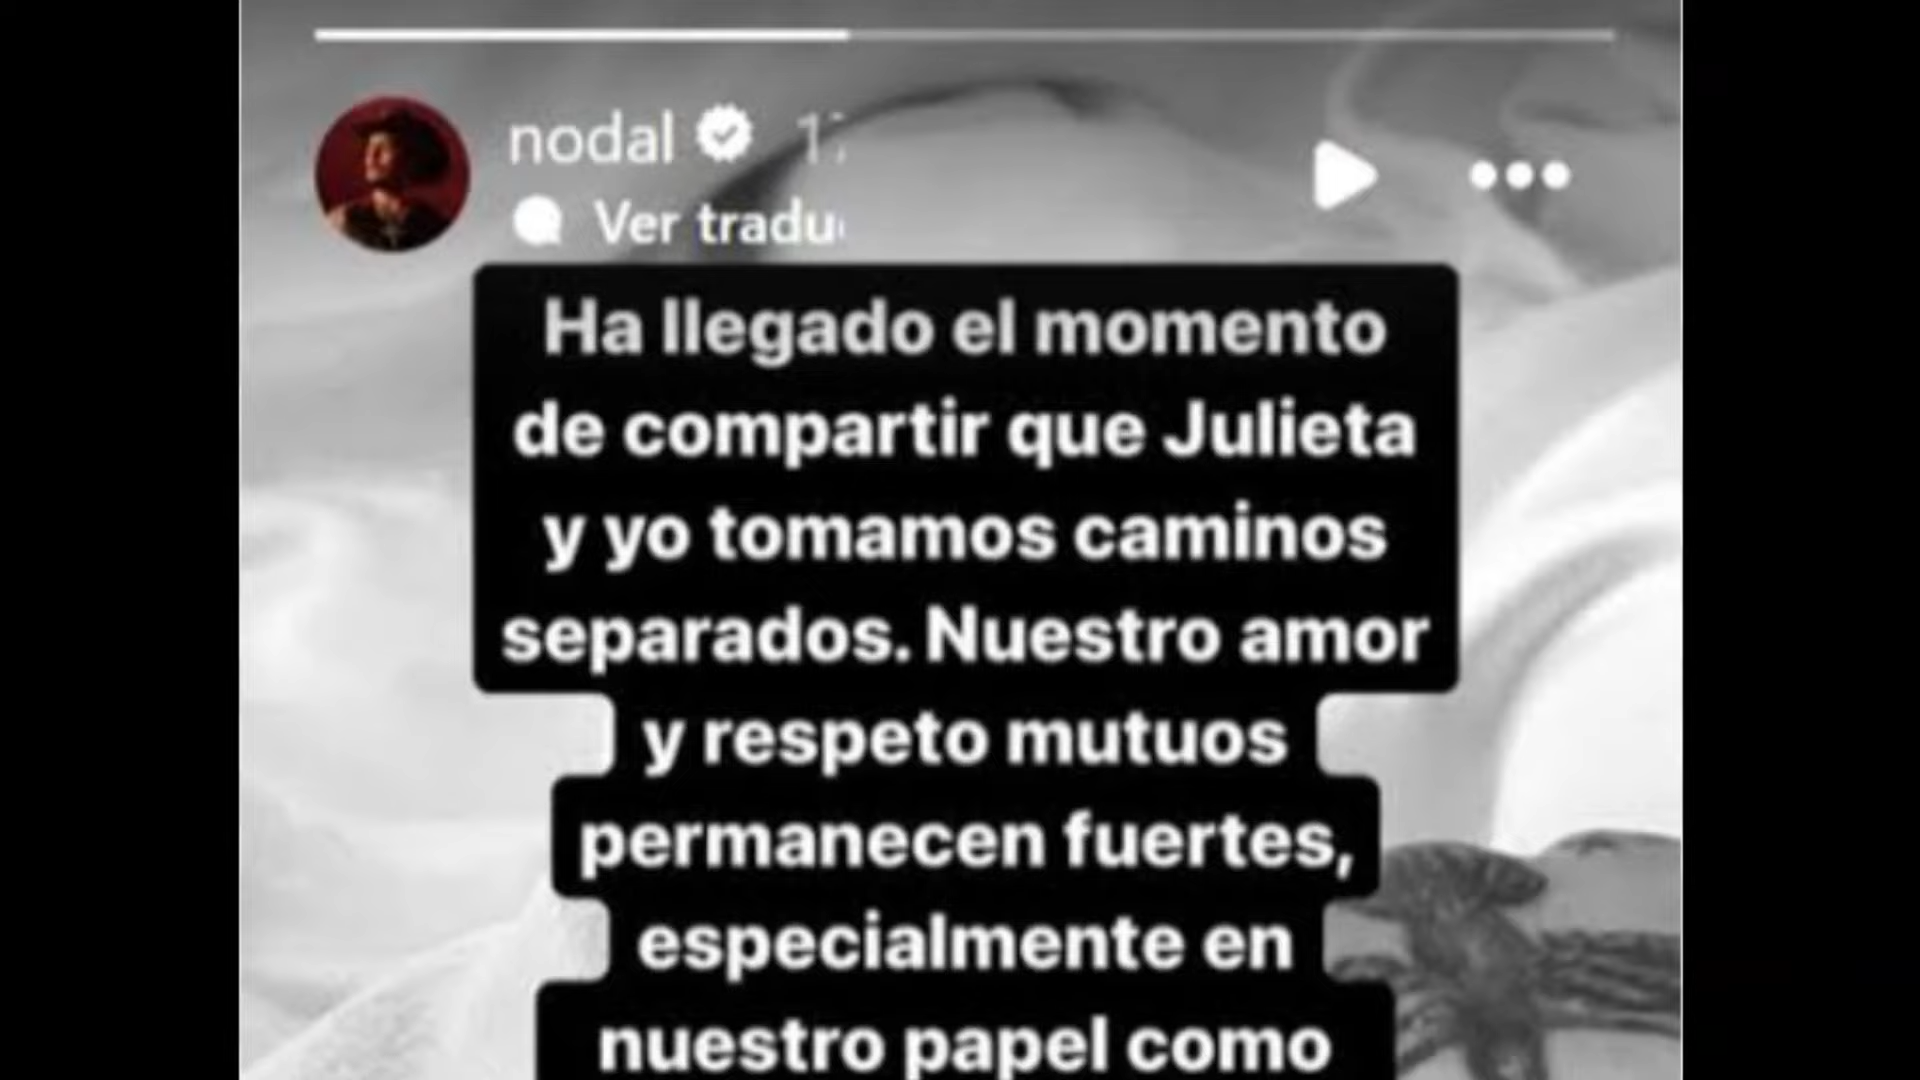 nodal
Ver
Ha llegado el momento
de compartir que Julieta
y yo tomamos caminos
separados. Nuestro amor
y respeto mutuos
permanecen fuertes,
especialmente en
nuestro papel como